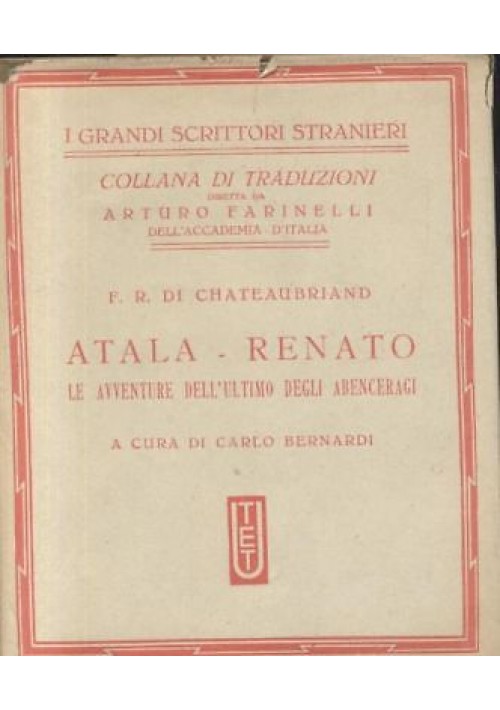 I GRANDI SCRITTORI STRANIERI
COLLANA DI TRADUZIONI
DIRETTA DA
ARTURO FARINELLI
DELL'ACCADEMIA D'ITALIA
F. R. DI CHATEAUBRIAND
ATALA - RENATO
LE AVVENTURE DELL'ULTIMO DEGLI ABENCERAGI
A CURA DI CARLO BERNARDI
UTET